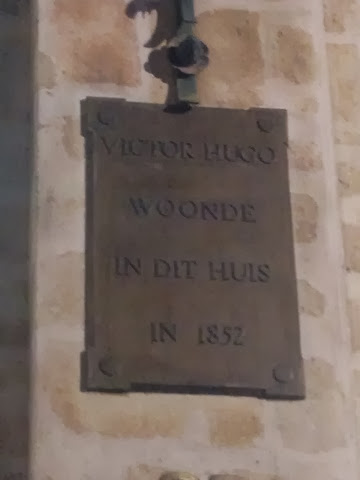 VICTOR HUGO
WOONDE
IN DIT HUIS
IN 1852